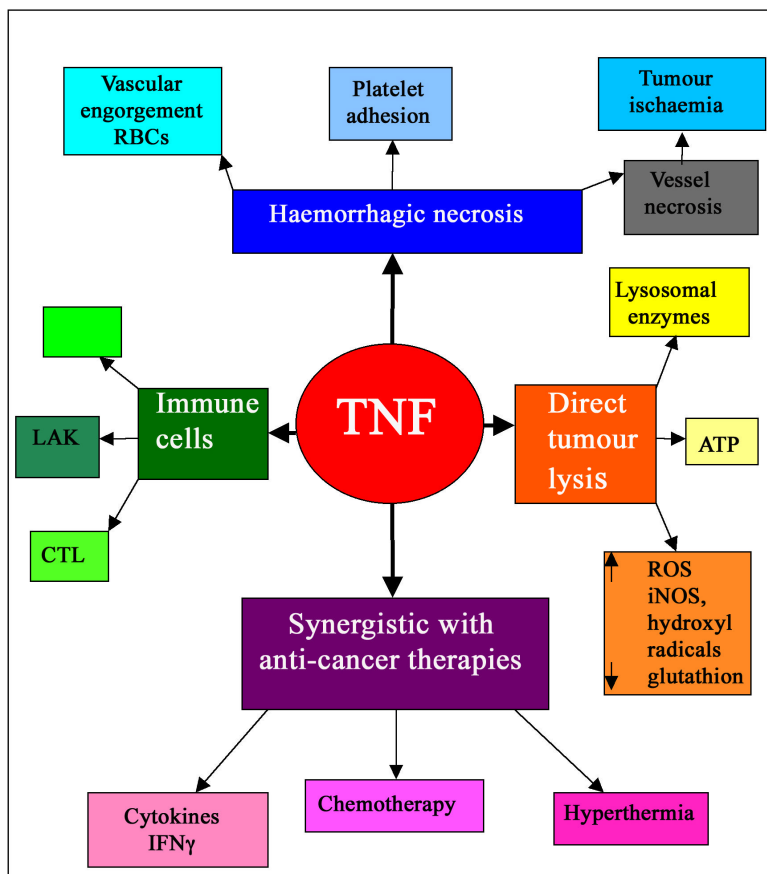 Vascular
engorgement
RBCs
Platelet
adhesion
Tumour
ischaemia
Haemorrhagic necrosis
Vessel
necrosis
Lysosomal
enzymes
TNF
Immune
cells
Direct
tumour
lysis
LAK
ATP
CTL
ROS
iNOS,
hydroxyl
radicals
glutathion
Synergistic with
anti-cancer therapies
Cytokines
IFNγ
Chemotherapy
Hyperthermia